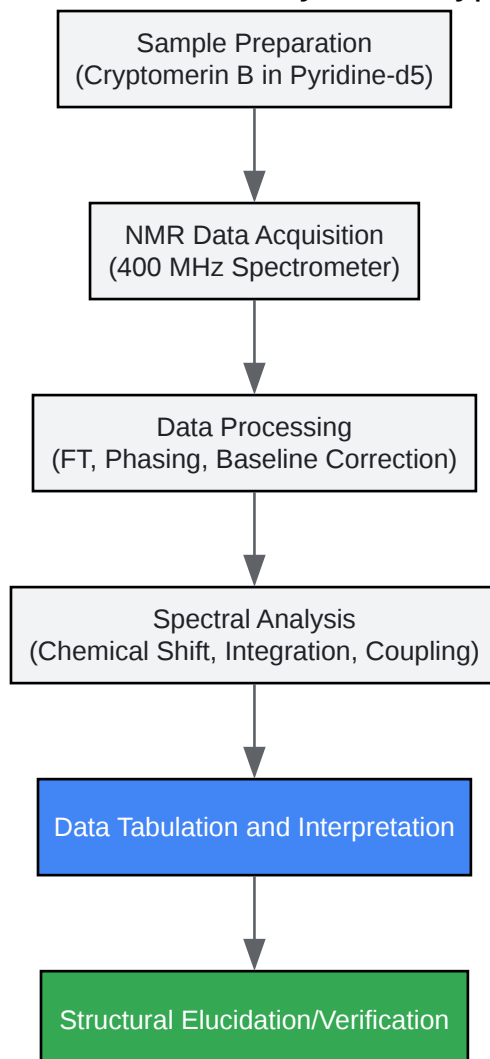 Sample Preparation
(Cryptomerin B in Pyridine-d5)
NMR Data Acquisition
(400 MHz Spectrometer)
Data Processing
(FT, Phasing, Baseline Correction)
Spectral Analysis
(Chemical Shift, Integration, Coupling)
Data Tabulation and Interpretation
Structural Elucidation/Verification